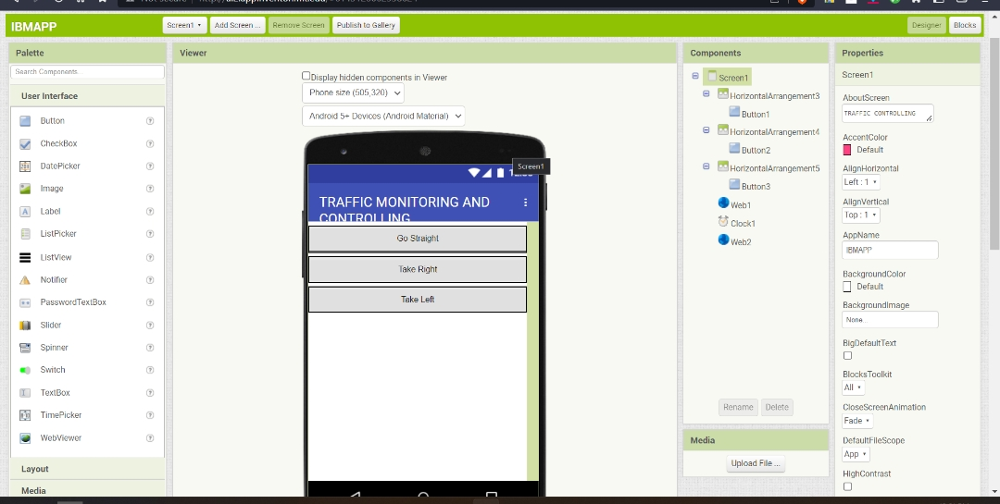 IBMAPP
Screen1
Add Screen ...
Remove Screen
Publish to Gallery
Designer
Blocks
Palette
Search Components...
User Interface
Button
CheckBox
DatePicker
Image
Label
ListPicker
ListView
Notifier
PasswordTextBox
Slider
Spinner
Switch
TextBox
TimePicker
WebViewer
Layout
Media
Viewer
Display hidden components in Viewer
Phone size (505,320)
Android 5+ Devices (Android Material)
Screen1
TRAFFIC MONITORING AND
CONTROLLING
Go Straight
Take Right
Take Left
Components
Screen1
HorizontalArrangement3
Button1
HorizontalArrangement4
Button2
HorizontalArrangement5
Button3
Web1
Clock1
Web2
Rename
Delete
Media
Upload File ...
Properties
Screen1
AboutScreen
TRAFFIC CONTROLLING
AccentColor
Default
AlignHorizontal
Left : 1
AlignVertical
Top : 1
AppName
IBMAPP
BackgroundColor
Default
BackgroundImage
None...
BigDefaultText
BlocksToolkit
All
CloseScreenAnimation
Fade
DefaultFileScope
App
HighContrast